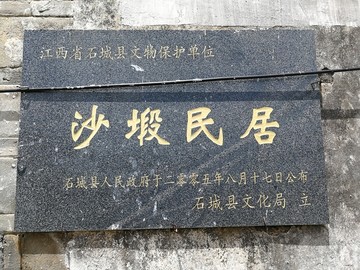 江西省石城县文物保护单位
沙塅民居
石城县人民政府于二零零五年八月十七日公布
石城县文化局 立